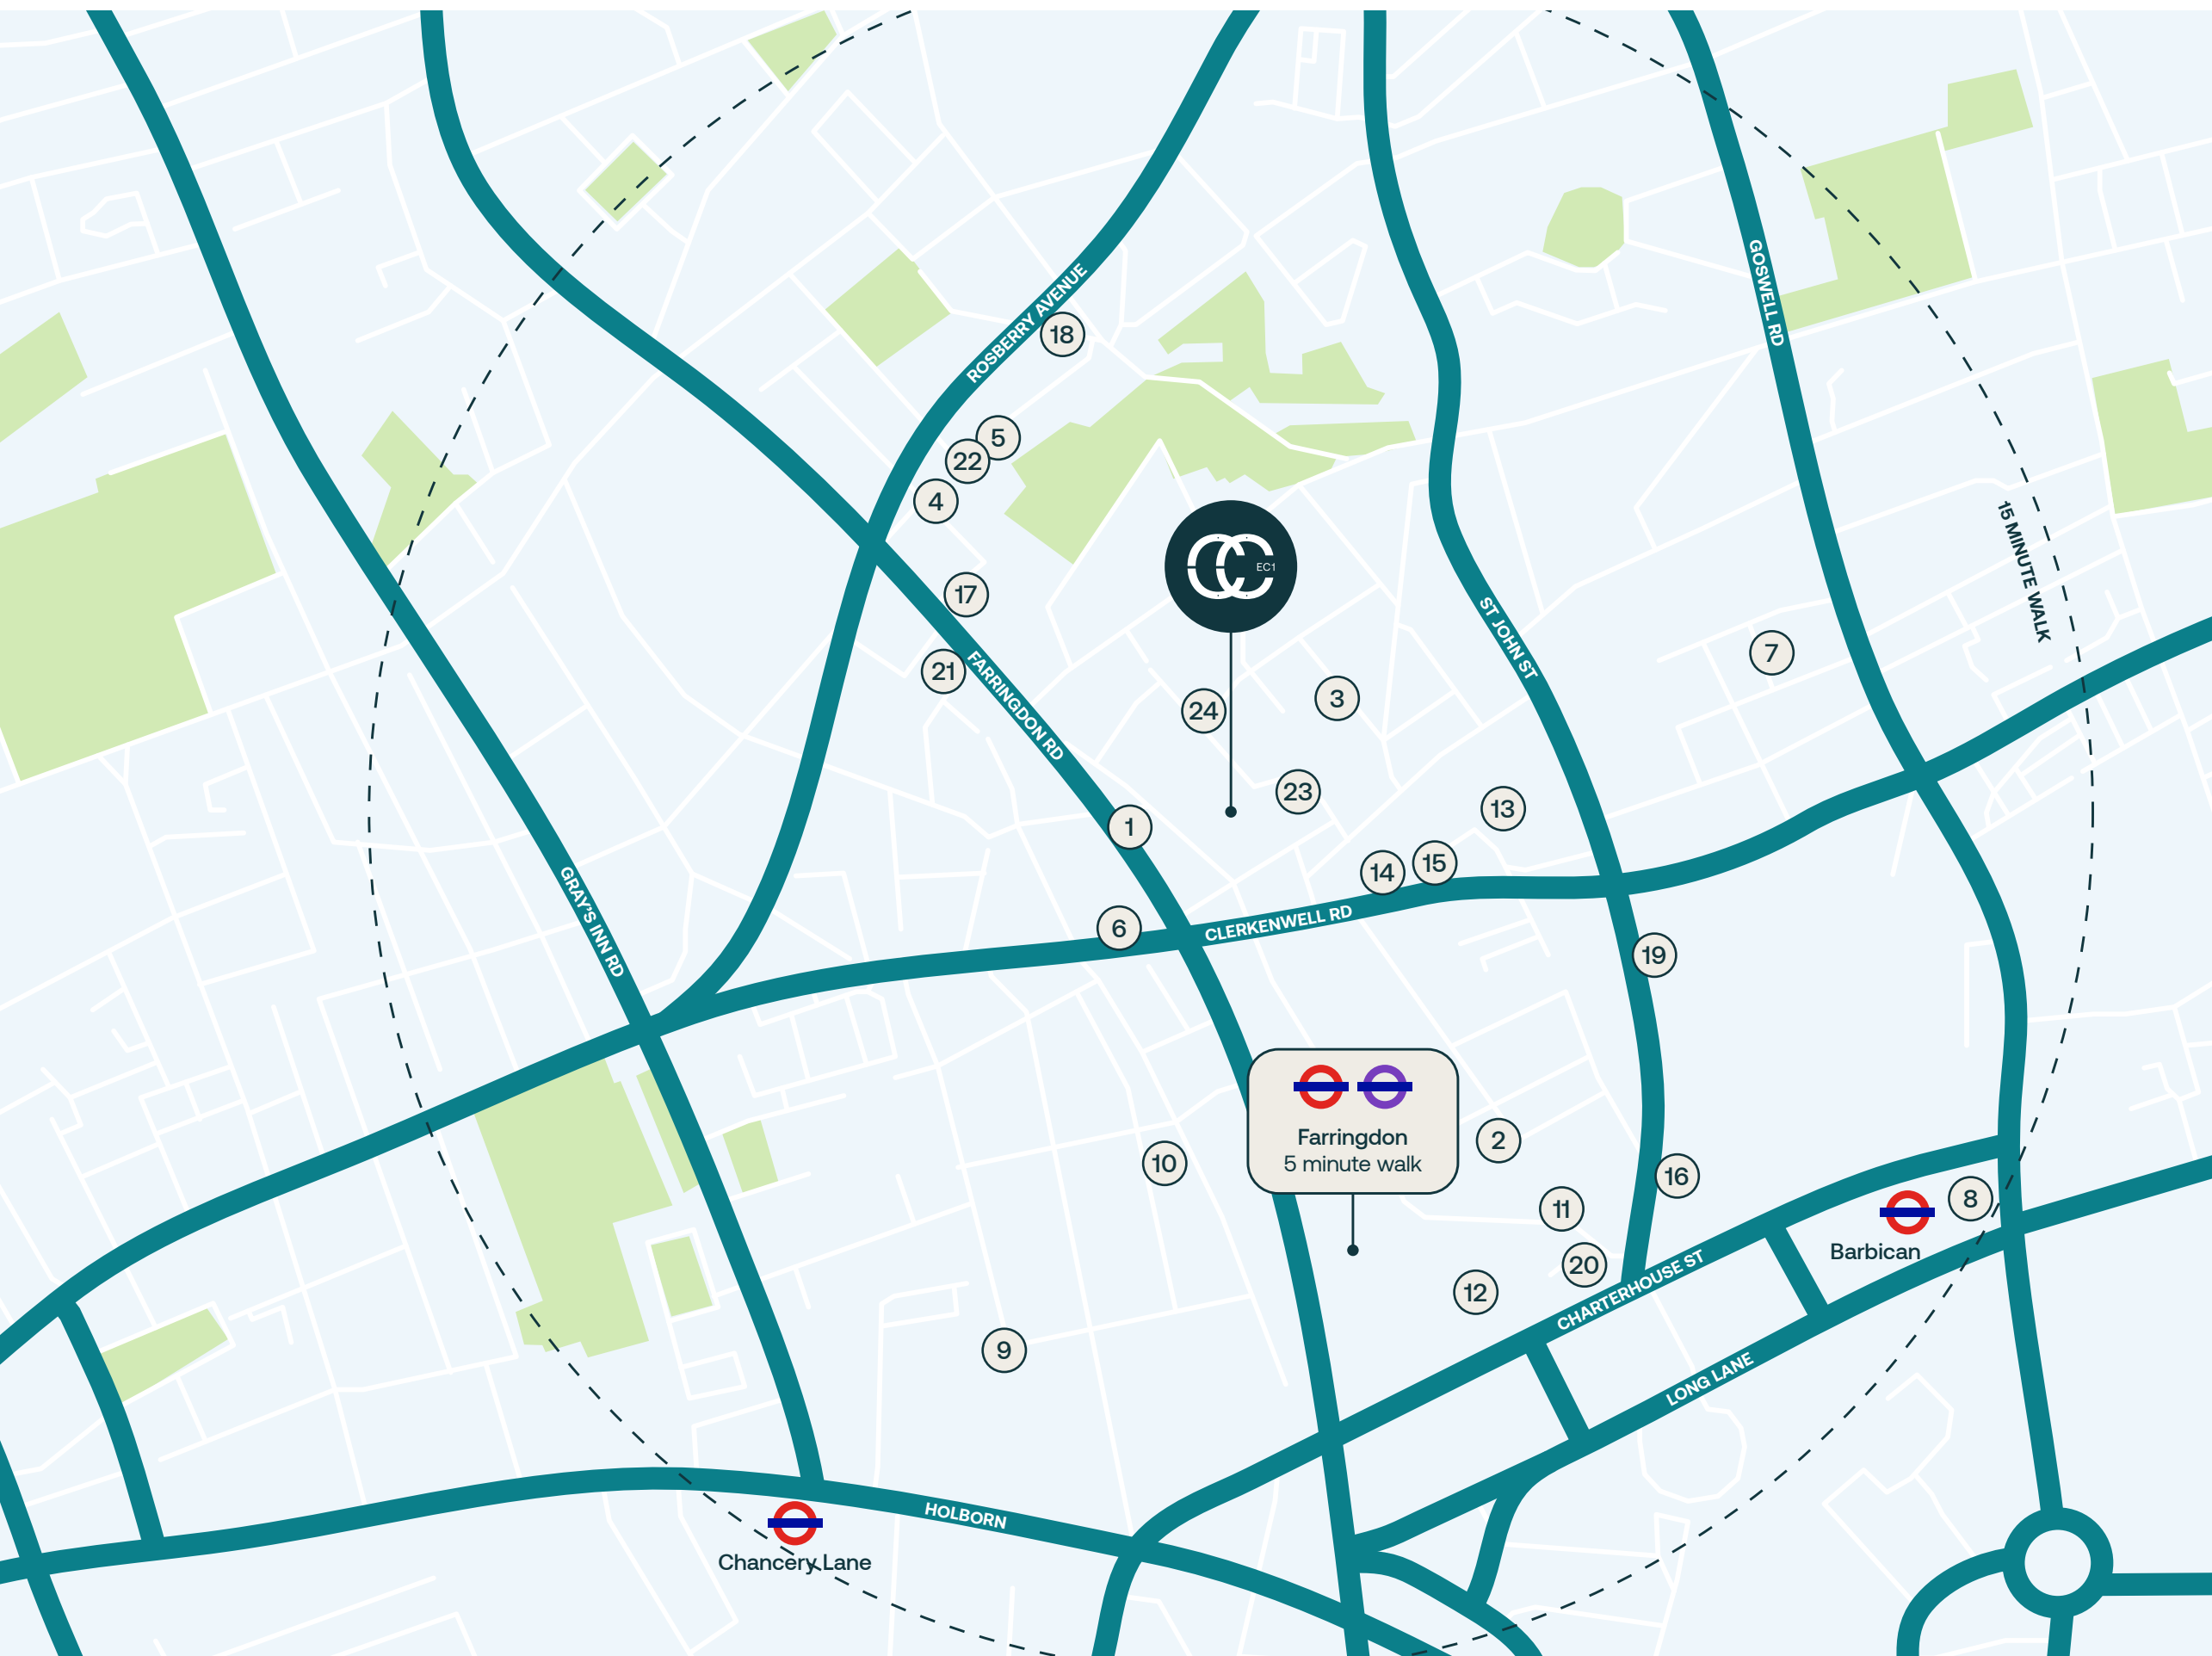 ROSBERRY AVENUE
18
GOSWELL RD
5
22
4
15 MINUTE WALK
EC1
17
ST JOHN ST
7
21
FARRINGDON RD
3
24
23
13
1
15
14
GRAY'S INN RD
6
CLERKENWELL RD
19
Farringdon
5 minute walk
2
10
16
8
11
Barbican
20
12
CHARTERHOUSE ST
9
LONG LANE
HOLBORN
Chancery Lane